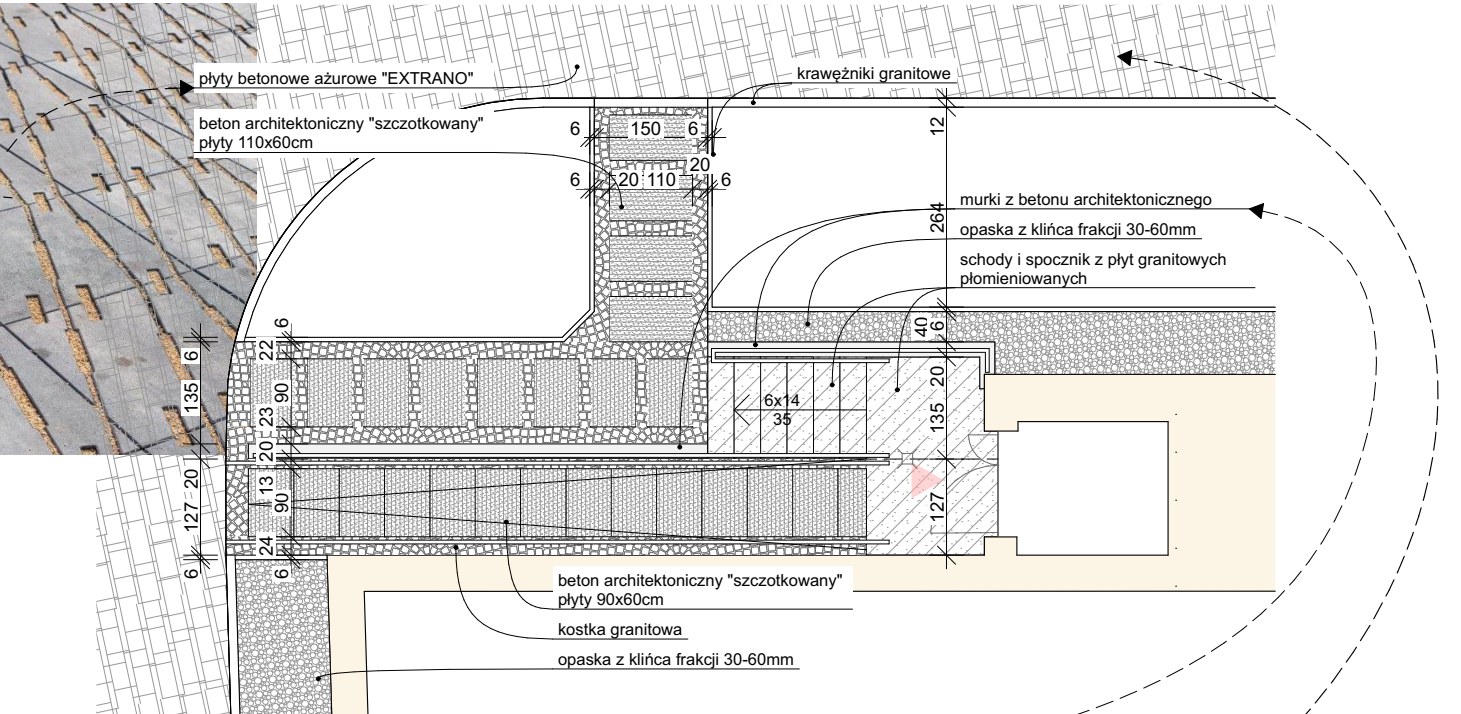 płyty betonowe ażurowe "EXTRANO"
krawężniki granitowe
beton architektoniczny "szczotkowany"
płyty 110x60cm
12
6 150 6
20
6 20 110 6
264
murki z betonu architektonicznego
opaska z klińca frakcji 30-60mm
schody i spocznik z płyt granitowych
płomieniowanych
6
40
6
6
22
20
135
90
6x14
35
135
23
20
20
13
90
127
127
24
6
6
beton architektoniczny "szczotkowany"
płyty 90x60cm
kostka granitowa
opaska z klińca frakcji 30-60mm